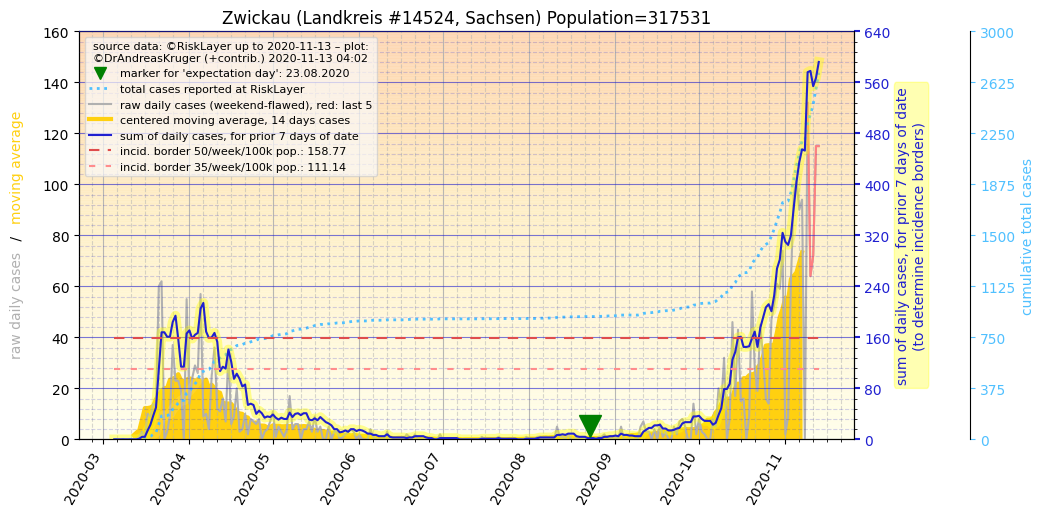 Zwickau (Landkreis #14524, Sachsen) Population=317531
source data: ©RiskLayer up to 2020-11-13 – plot:
©DrAndreasKruger (+contrib.) 2020-11-13 04:02
marker for 'expectation day': 23.08.2020
total cases reported at RiskLayer
raw daily cases (weekend-flawed), red: last 5
centered moving average, 14 days cases
sum of daily cases, for prior 7 days of date
incid. border 50/week/100k pop.: 158.77
incid. border 35/week/100k pop.: 111.14
raw daily cases / moving average
160
140
120
100
80
60
40
20
0
2020-03
2020-04
2020-05
2020-06
2020-07
2020-08
2020-09
2020-10
2020-11
640
560
480
400
320
240
160
80
0
sum of daily cases, for prior 7 days of date
(to determine incidence borders)
3000
2625
2250
1875
1500
1125
750
375
0
cumulative total cases